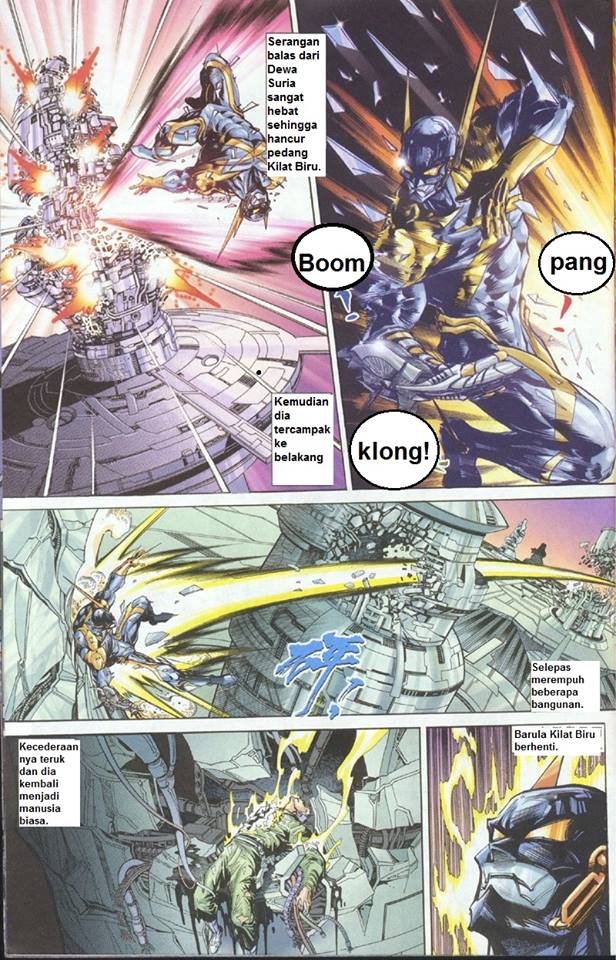 Serangan
balas dari
Dewa
Suria
sangat
hebat
sehingga
hancur
pedang
Kilat Biru.
Boom
pang
!
!
Kemudian
dia
tercampak
ke
belakang
klong!
砰!
Selepas
merempuh
beberapa
bangunan.
Barula Kilat Biru
berhenti.
Kecederaan
nya teruk
dan dia
kembali
menjadi
manusia
biasa.